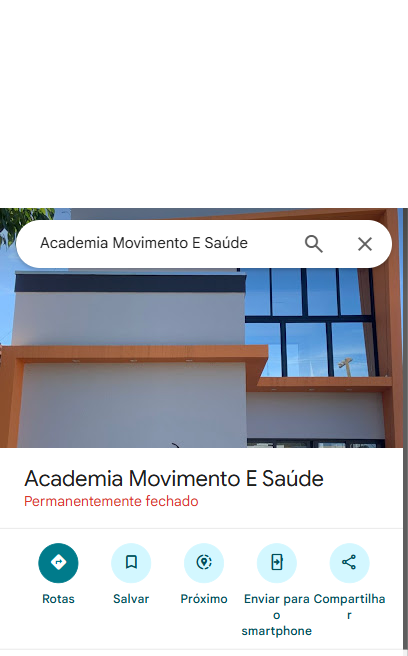 Academia Movimento E Saúde
Academia Movimento E Saúde
Permanentemente fechado
Rotas
Salvar
Próximo
Enviar para o smartphone
Compartilhar